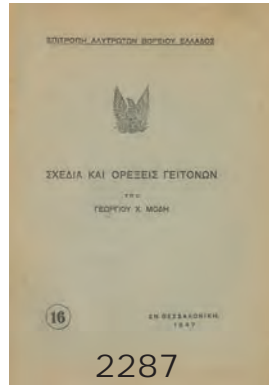 ΕΠΙΤΡΟΠΗ ΑΛΥΤΡΩΤΩΝ ΒΟΡΕΙΟΥ ΕΛΛΑΔΟΣ
ΣΧΕΔΙΑ ΚΑΙ ΟΡΕΞΕΙΣ ΓΕΙΤΟΝΩΝ
ΥΠΟ
ΓΕΩΡΓΙΟΥ Χ. ΜΟΔΗ
16
ΕΝ ΘΕΣΣΑΛΟΝΙΚΗ
1947
2287